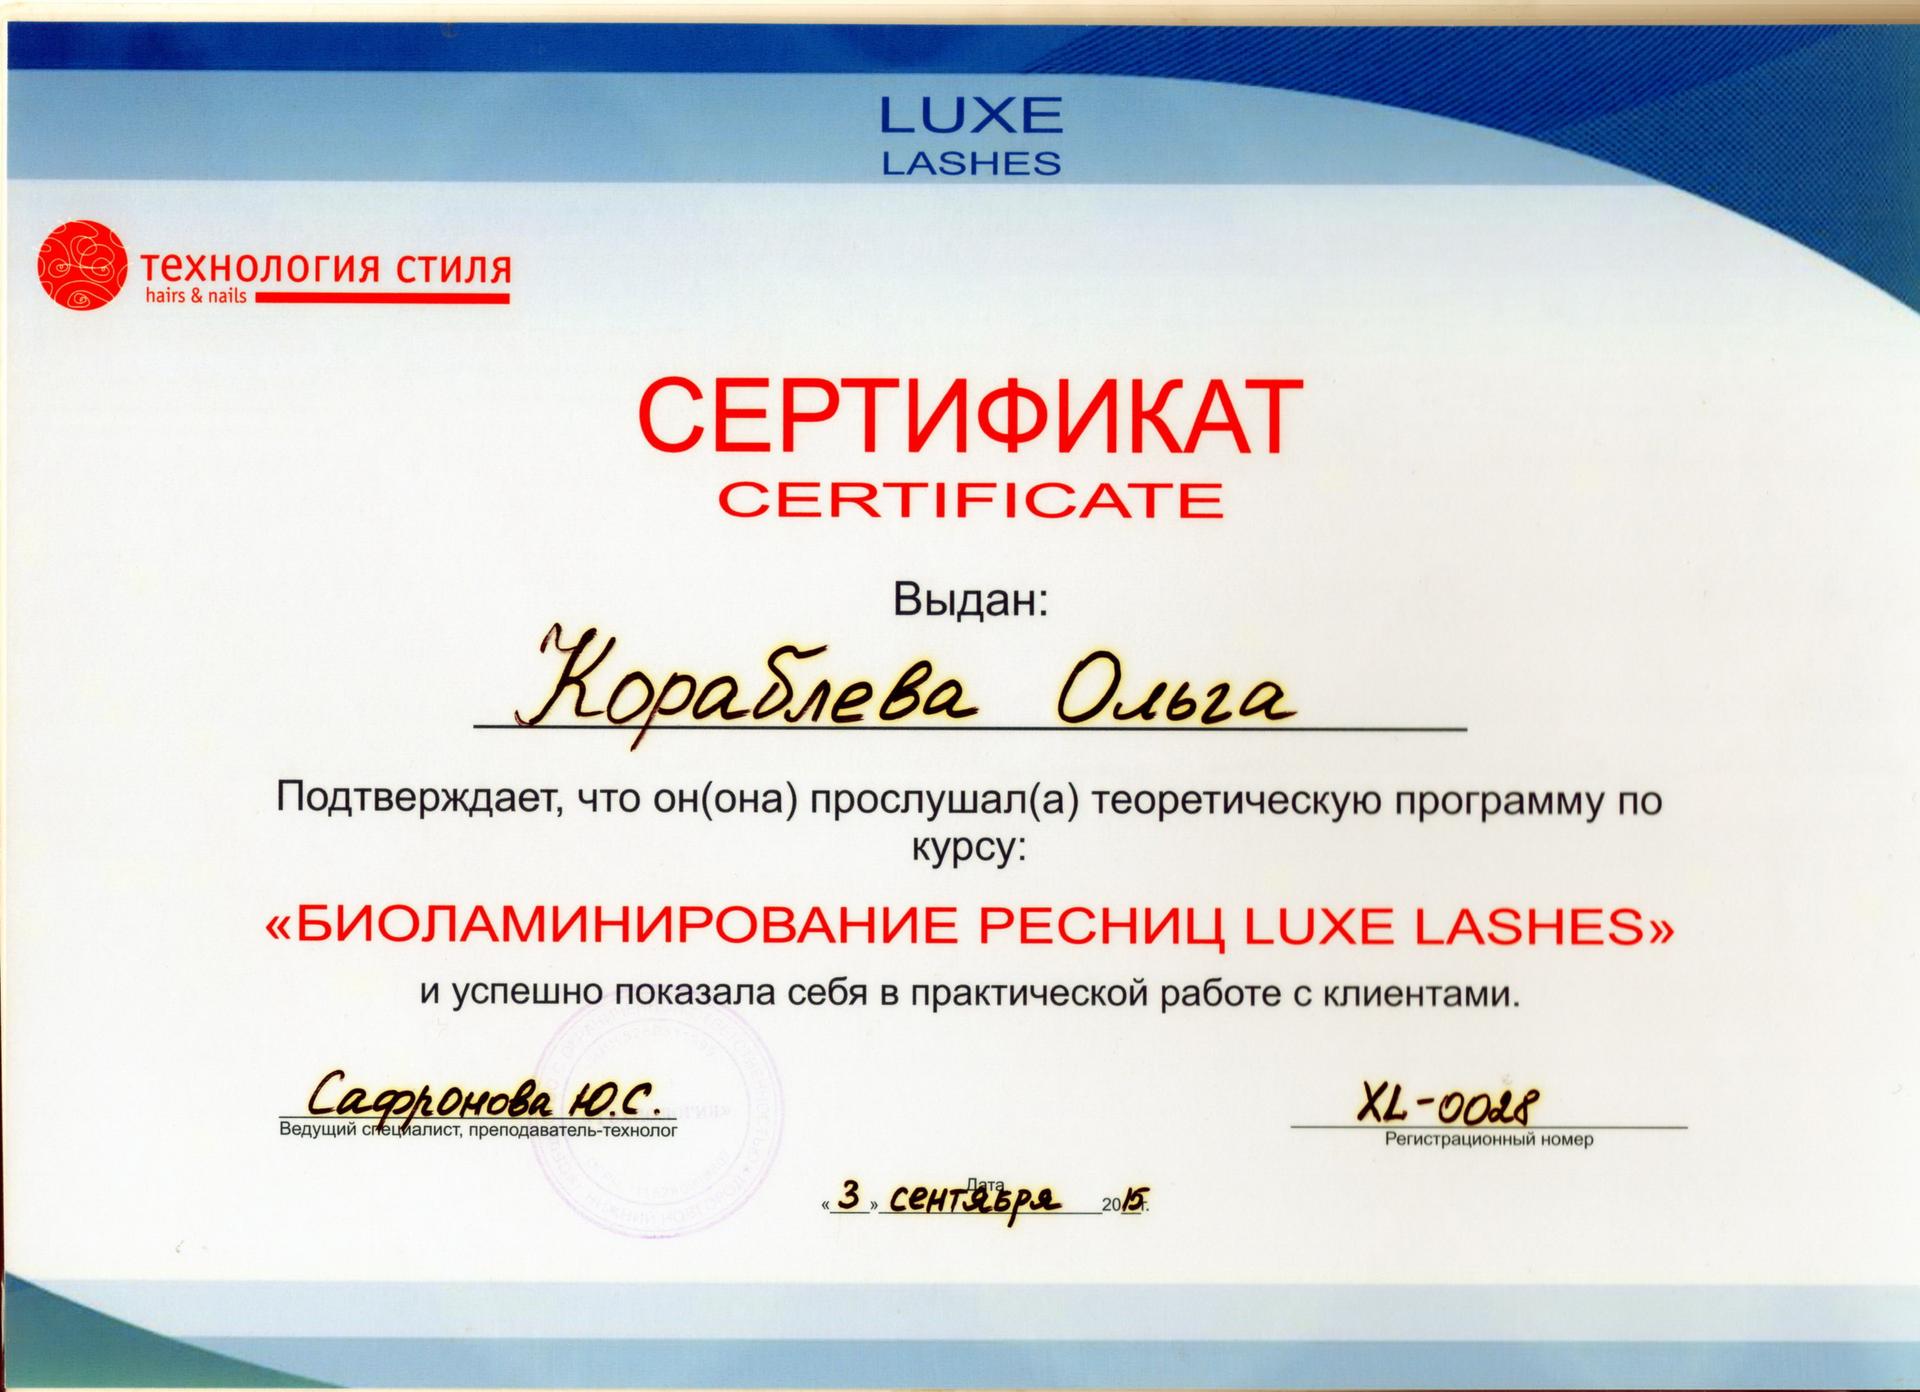 LUXE
LASHES
технология стиля
hairs & nails
СЕРТИФИКАТ
CERTIFICATE
Выдан:
Кораблева Ольга
Подтверждает, что он(она) прослушал(а) теоретическую программу по
курсу:
«БИОЛАМИНИРОВАНИЕ РЕСНИЦ LUXE LASHES»
и успешно показала себя в практической работе с клиентами.
Сафронова Ю.С.
Ведущий специалист, преподаватель-технолог
XL-0028
Регистрационный номер
Дата
«3» сентября 2015г.